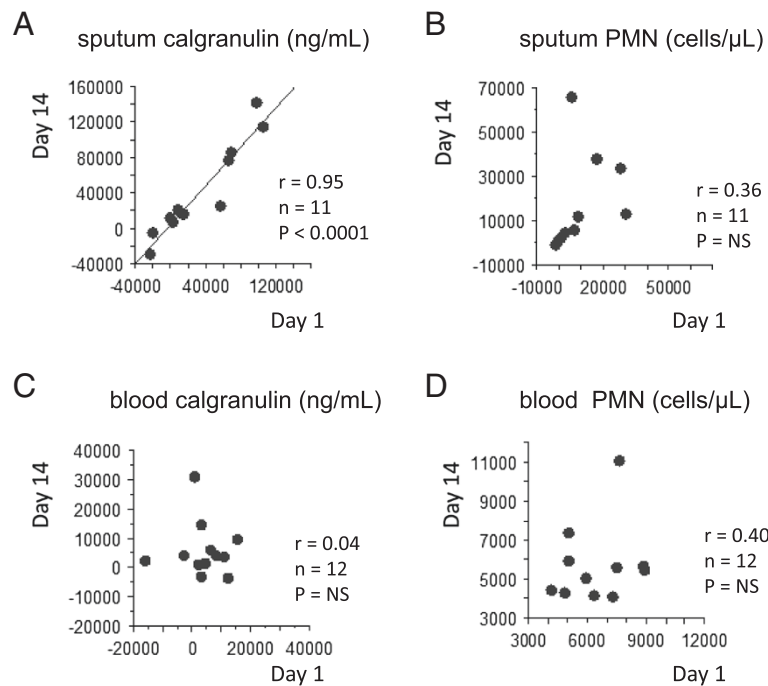 A
sputum calgranulin (ng/mL)
Day 14
160000
120000
80000
40000
0
-40000
-40000 40000 120000
r = 0.95
n = 11
P < 0.0001
Day 1
B
sputum PMN (cells/µL)
Day 14
70000
50000
30000
10000
-10000
-10000 20000 50000
r = 0.36
n = 11
P = NS
Day 1
C
blood calgranulin (ng/mL)
Day 14
40000
30000
20000
10000
0
-10000
-20000
-20000 0 20000 40000
r = 0.04
n = 12
P = NS
Day 1
D
blood PMN (cells/µL)
Day 14
11000
9000
7000
5000
3000
3000 6000 9000 12000
r = 0.40
n = 12
P = NS
Day 1